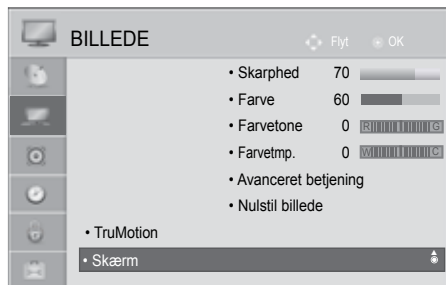 BILLEDE Flyt OK
• Skarphed 70
• Farve 60
• Farvetone 0 R G
• Farvetmp. 0 W C
• Avanceret betjening
• Nulstil billede
• TruMotion
• Skærm